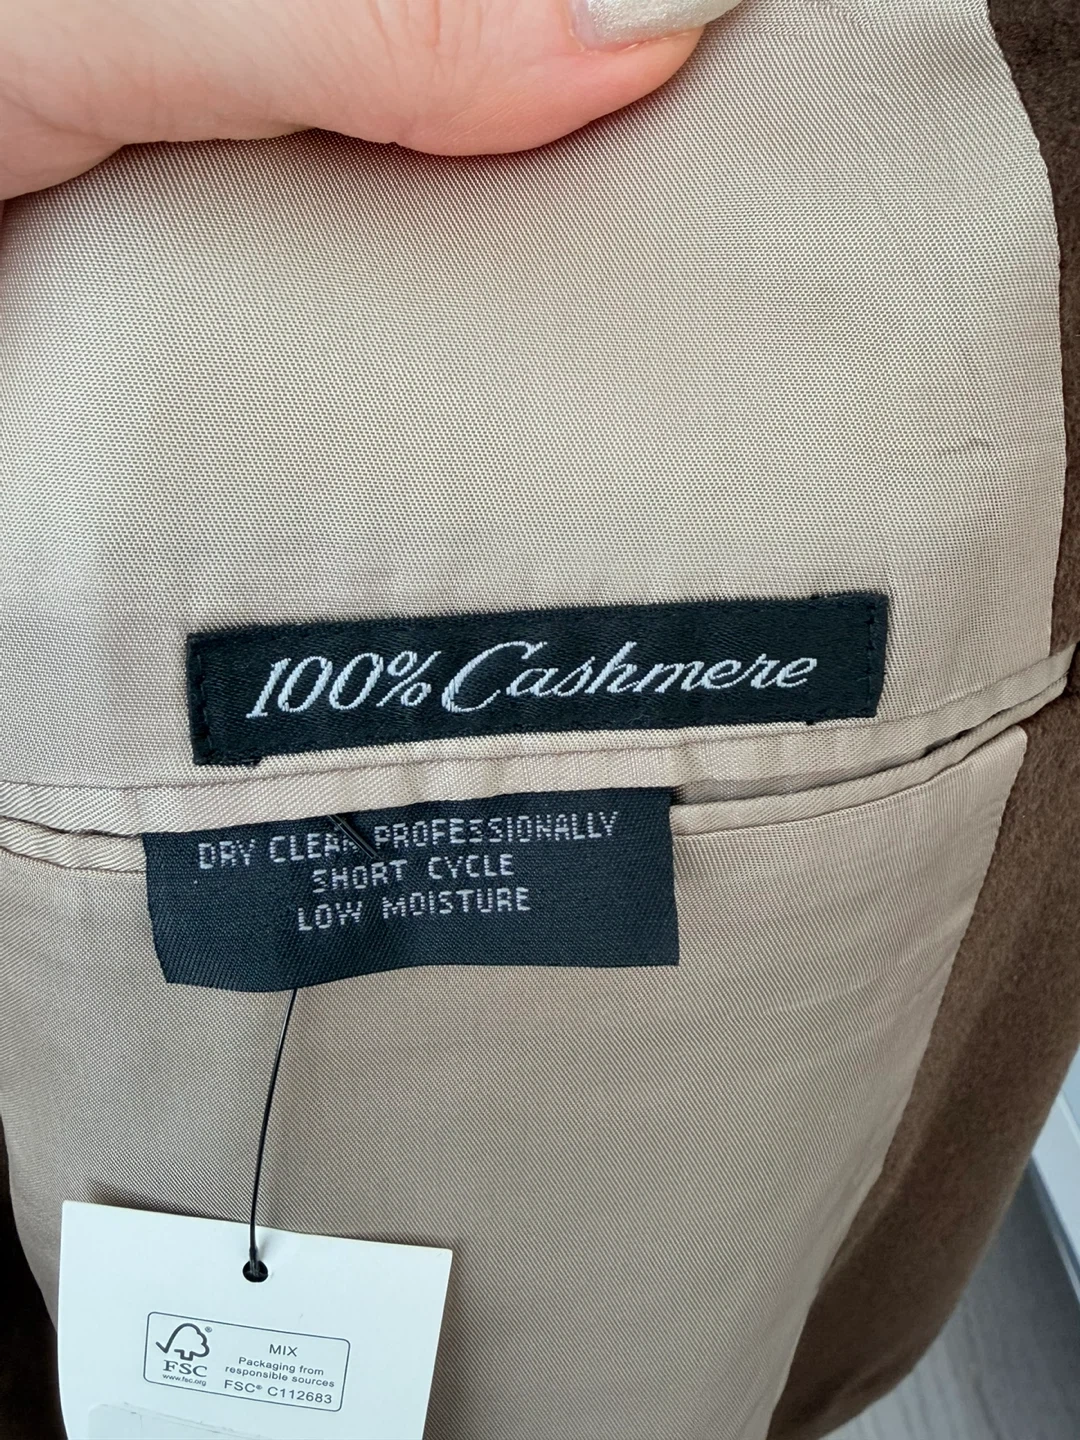 100% Cashmere
DRY CLEAN PROFESSIONALLY
SHORT CYCLE
LOW MOISTURE
FSC
www.fsc.org
MIX
Packaging from
responsible sources
FSC® C112683